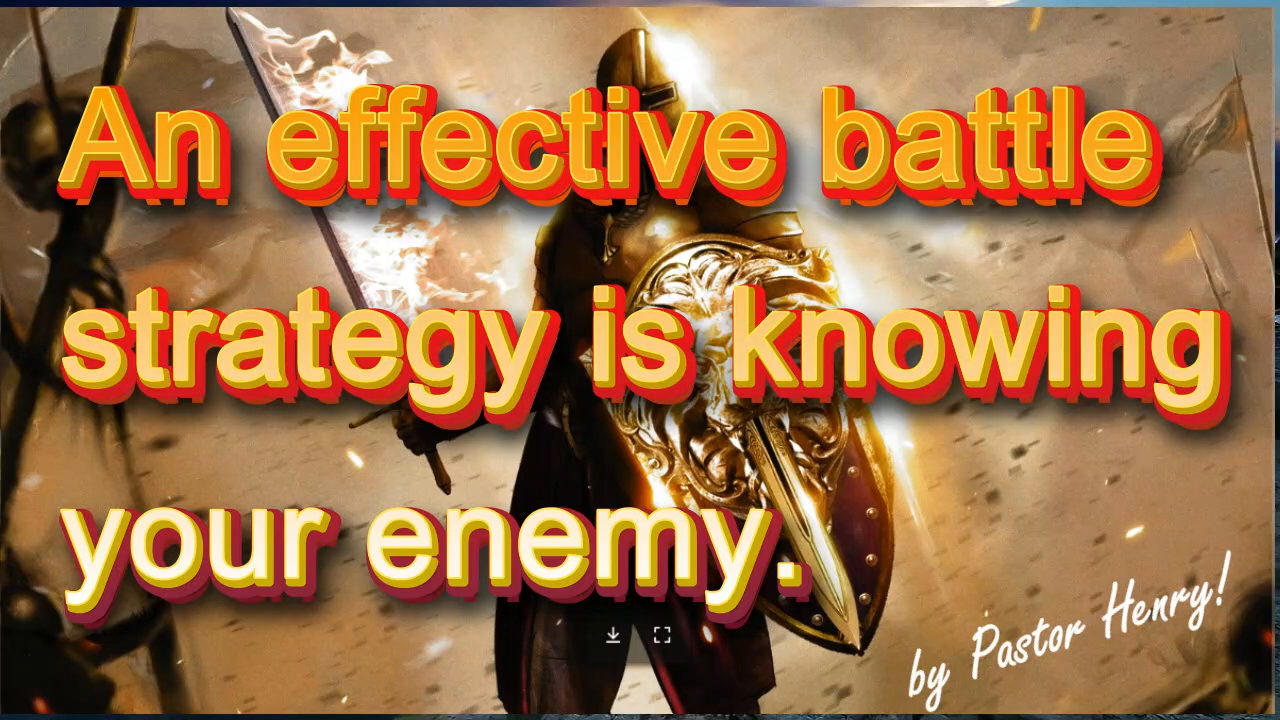 An effective battle
strategy is knowing
your enemy.
by Pastor Henry!